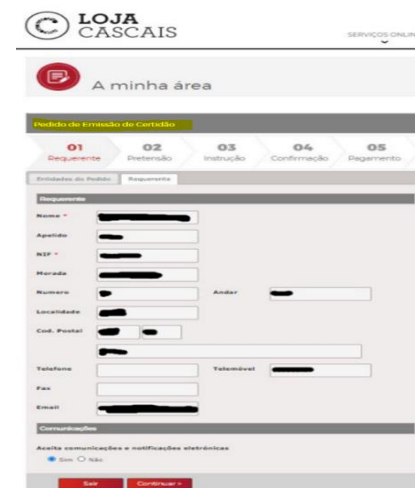 LOJA
CASCAIS
SERVIÇOS ONLIN
A minha área
Pedido de Emissão de Certidão
01 02 03 04 05
Requerente Pretensão Instrução Confirmação Pagamento
Entidades do Pedido Requerente
Requerente
Nome *
Apelido
NIF *
Morada
Numero Andar
Localidade
Cod. Postal
Telefone Telemóvel
Fax
Email
Comunicações
Aceita comunicações e notificações eletrónicas
Sim Não
Sair Continuar >